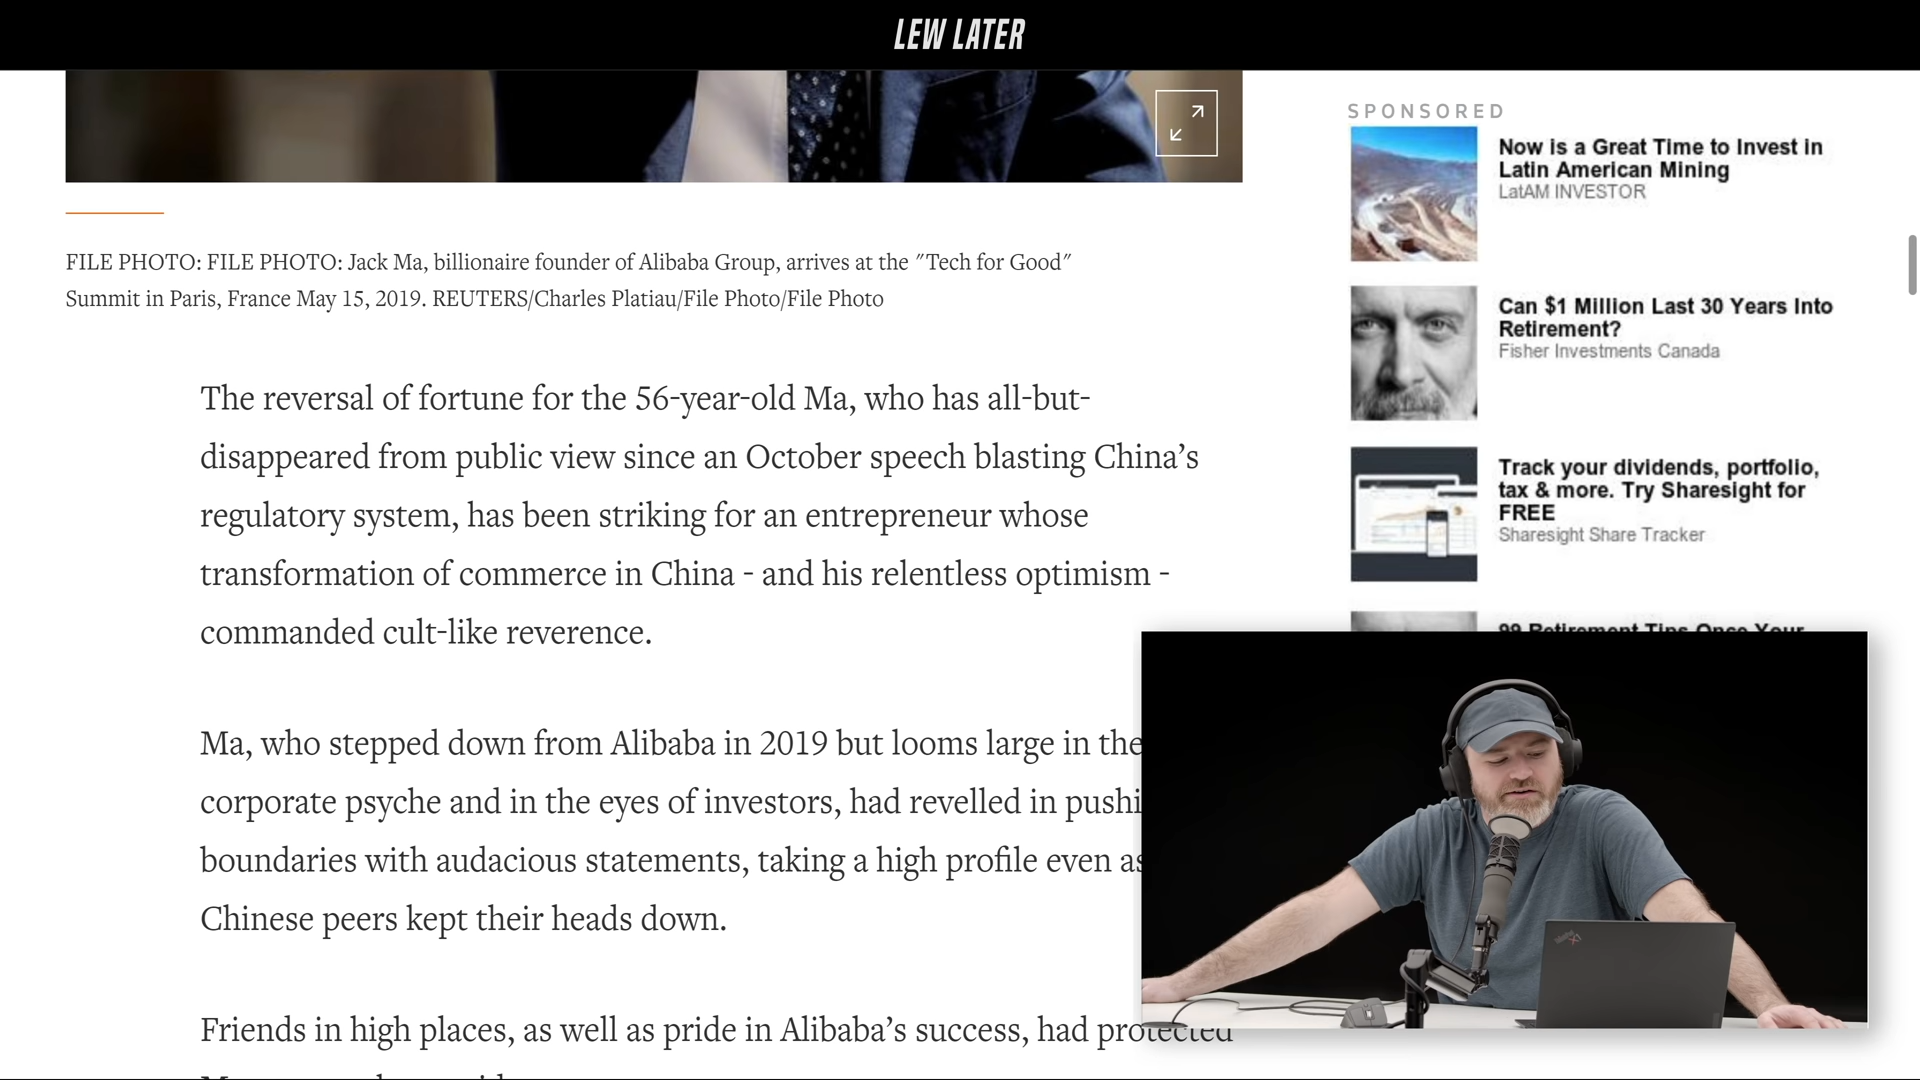 LEW LATER
FILE PHOTO: FILE PHOTO: Jack Ma, billionaire founder of Alibaba Group, arrives at the "Tech for Good"
Summit in Paris, France May 15, 2019. REUTERS/Charles Platiau/File Photo/File Photo
The reversal of fortune for the 56-year-old Ma, who has all-but-
disappeared from public view since an October speech blasting China’s
regulatory system, has been striking for an entrepreneur whose
transformation of commerce in China - and his relentless optimism -
commanded cult-like reverence.
Ma, who stepped down from Alibaba in 2019 but looms large in the
corporate psyche and in the eyes of investors, had revelled in pushi
boundaries with audacious statements, taking a high profile even as
Chinese peers kept their heads down.
Friends in high places, as well as pride in Alibaba’s success, had protected
SPONSORED
Now is a Great Time to Invest in
Latin American Mining
LatAM INVESTOR
Can $1 Million Last 30 Years Into
Retirement?
Fisher Investments Canada
Track your dividends, portfolio,
tax & more. Try Sharesight for
FREE
Sharesight Share Tracker
99 Retirement Tips Once Your